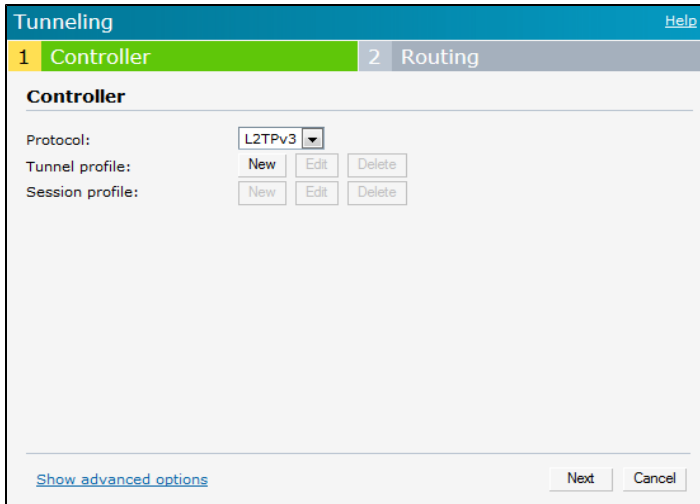 Tunneling Help
1 Controller 2 Routing
Controller
Protocol: L2TPv3
Tunnel profile: New Edit Delete
Session profile: New Edit Delete
Show advanced options Next Cancel